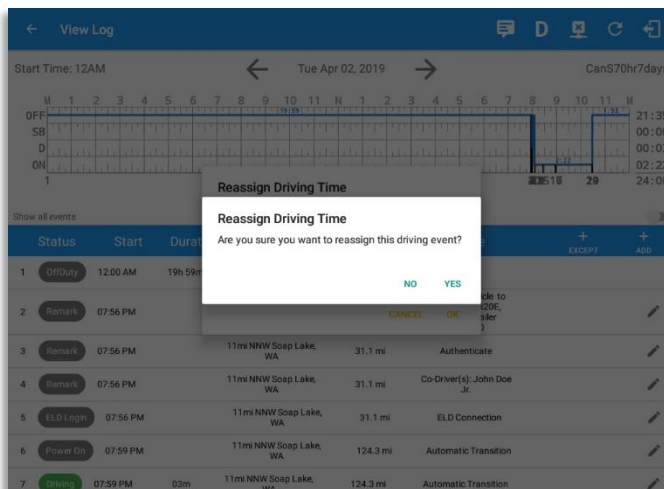 View Log
D
Start Time: 12AM
Tue Apr 02, 2019
CanS70hr7days
M 1 2 3 4 5 6 7 8 9 10 11 N 1 2 3 4 5 6 7 8 9 10 11 M
OFF
SB
D
ON
19:59
1:93
21:3
00:0
00:0
02:2
24:0
1
29
Reassign Driving Time
Reassign Driving Time
Are you sure you want to reassign this driving event?
NO YES
CANCEL OK
Show all events
Status Start Durat
+ EXCEPT
+ ADD
1 OffDuty 12:00 AM 19h 59m
2 Remark 07:56 PM
3 Remark 07:56 PM 11mi NNW Soap Lake, WA 31.1 mi Authenticate
4 Remark 07:56 PM 11mi NNW Soap Lake, WA 31.1 mi Co-Driver(s): John Doe Jr.
5 ELD Login 07:56 PM 11mi NNW Soap Lake, WA 31.1 mi ELD Connection
6 Power On 07:59 PM 11mi NNW Soap Lake, WA 124.3 mi Automatic Transition
7 Driving 07:59 PM 03m 11mi NNW Soap Lake, WA 124.3 mi Automatic Transition